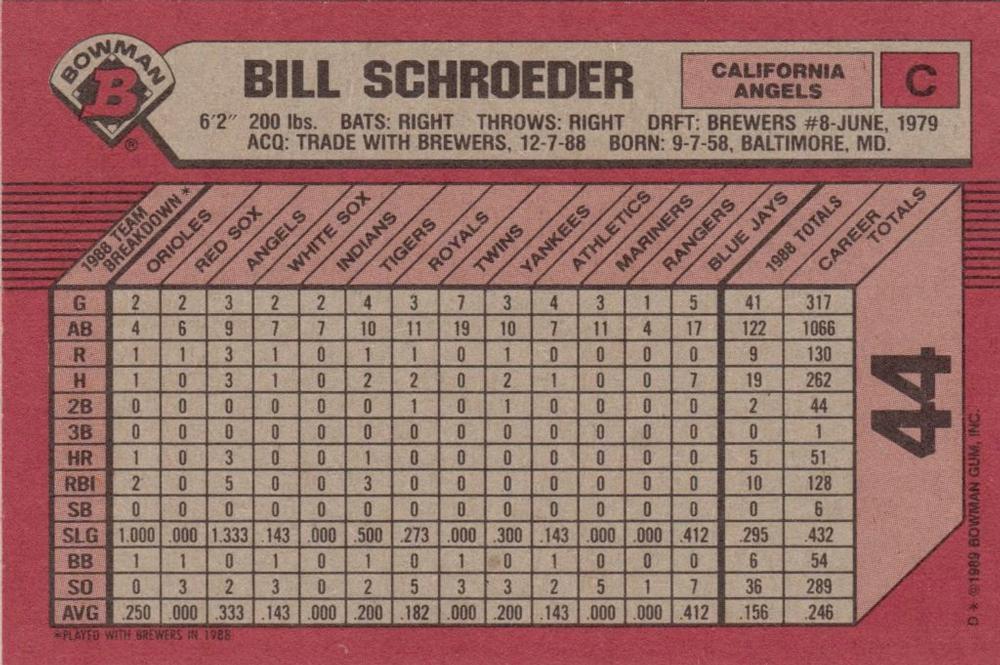 BOWMAN
B
®
BILL SCHROEDER
CALIFORNIA
ANGELS
C
6'2" 200 lbs. BATS: RIGHT THROWS: RIGHT DRFT: BREWERS #8-JUNE, 1979
ACQ: TRADE WITH BREWERS, 12-7-88 BORN: 9-7-58, BALTIMORE, MD.
1988 TEAM BREAKDOWN * ORIOLES RED SOX ANGELS WHITE SOX INDIANS TIGERS ROYALS TWINS YANKEES ATHLETICS MARINERS RANGERS BLUE JAYS 1988 TOTALS CAREER TOTALS
G 2 2 3 2 2 4 3 7 3 4 3 1 5 41 317
AB 4 6 9 7 7 10 11 19 10 7 11 4 17 122 1066
R 1 1 3 1 0 1 1 0 1 0 0 0 0 9 130
H 1 0 3 1 0 2 2 0 2 1 0 0 7 19 262
2B 0 0 0 0 0 0 1 0 1 0 0 0 0 2 44
3B 0 0 0 0 0 0 0 0 0 0 0 0 0 0 1
HR 1 0 3 0 0 1 0 0 0 0 0 0 0 5 51
RBI 2 0 5 0 0 3 0 0 0 0 0 0 0 10 128
SB 0 0 0 0 0 0 0 0 0 0 0 0 0 0 6
SLG 1.000 .000 1.333 .143 .000 .500 .273 .000 .300 .143 .000 .000 .412 .295 .432
BB 1 1 0 1 0 1 0 1 0 1 0 0 0 6 54
SO 0 3 2 3 0 2 5 3 3 2 5 1 7 36 289
AVG .250 .000 .333 .143 .000 .200 .182 .000 .200 .143 .000 .000 .412 .156 .246
*PLAYED WITH BREWERS IN 1988
44
D * ©1989 BOWMAN GUM, INC.